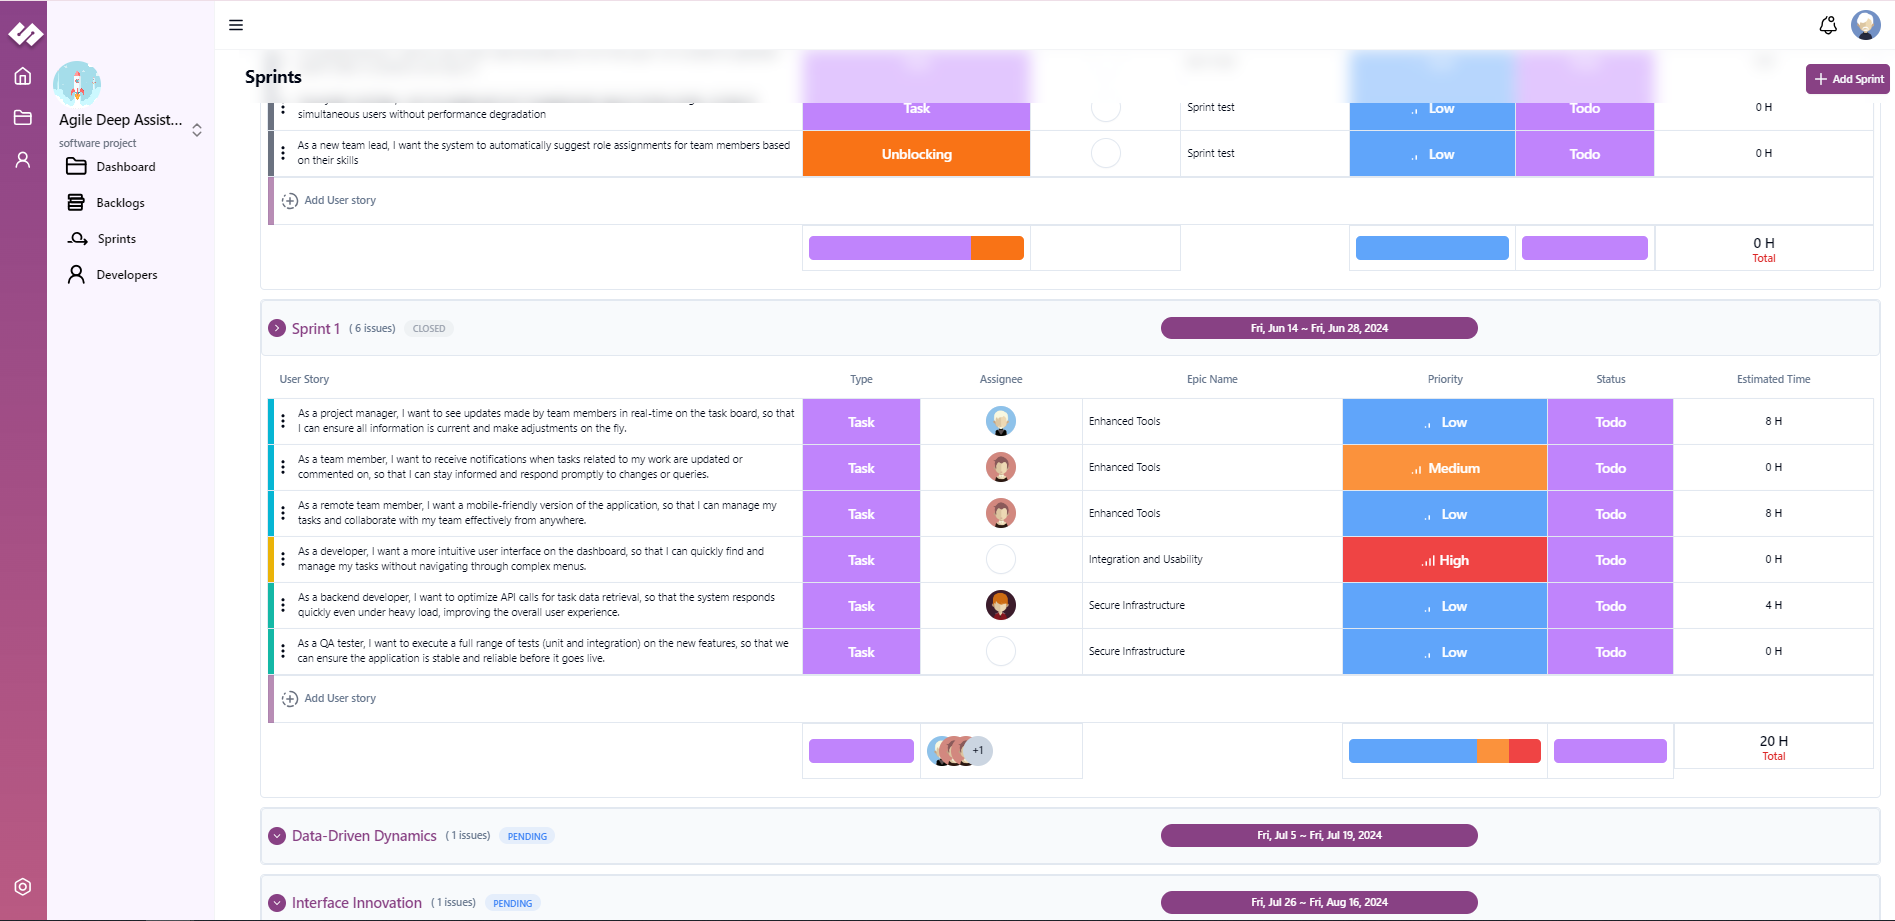 Agile Deep Assist...
software project
Dashboard
Backlogs
Sprints
Developers
Sprints
Add Sprint
simultaneous users without performance degradation
Task
Sprint test
Low
Todo
0 H
As a new team lead, I want the system to automatically suggest role assignments for team members based
on their skills
Unblocking
Sprint test
Low
Todo
0 H
Add User story
0 H
Total
Sprint 1
( 6 issues)
CLOSED
Fri, Jun 14 ~ Fri, Jun 28, 2024
User Story
Type
Assignee
Epic Name
Priority
Status
Estimated Time
As a project manager, I want to see updates made by team members in real-time on the task board, so that
I can ensure all information is current and make adjustments on the fly.
Task
Enhanced Tools
Low
Todo
8 H
As a team member, I want to receive notifications when tasks related to my work are updated or
commented on, so that I can stay informed and respond promptly to changes or queries.
Task
Enhanced Tools
Medium
Todo
0 H
As a remote team member, I want a mobile-friendly version of the application, so that I can manage my
tasks and collaborate with my team effectively from anywhere.
Task
Enhanced Tools
Low
Todo
8 H
As a developer, I want a more intuitive user interface on the dashboard, so that I can quickly find and
manage my tasks without navigating through complex menus.
Task
Integration and Usability
High
Todo
0 H
As a backend developer, I want to optimize API calls for task data retrieval, so that the system responds
quickly even under heavy load, improving the overall user experience.
Task
Secure Infrastructure
Low
Todo
4 H
As a QA tester, I want to execute a full range of tests (unit and integration) on the new features, so that we
can ensure the application is stable and reliable before it goes live.
Task
Secure Infrastructure
Low
Todo
0 H
Add User story
+1
20 H
Total
Data-Driven Dynamics
( 1 issues)
PENDING
Fri, Jul 5 ~ Fri, Jul 19, 2024
Interface Innovation
( 1 issues)
PENDING
Fri, Jul 26 ~ Fri, Aug 16, 2024